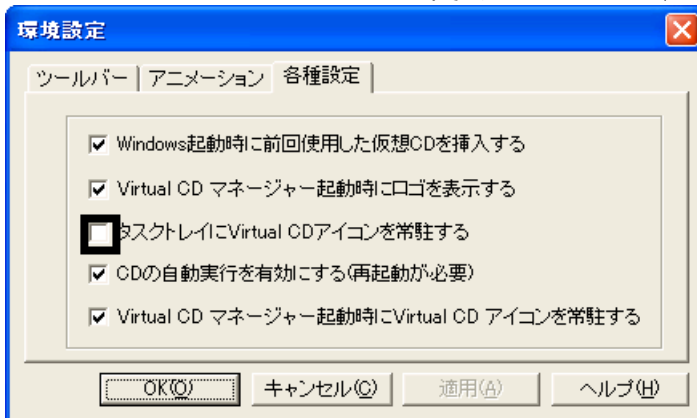 環境設定
ツールバー アニメーション 各種設定
Windows起動時に前回使用した仮想CDを挿入する
Virtual CD マネージャー起動時にロゴを表示する
タスクトレイにVirtual CDアイコンを常駐する
CDの自動実行を有効にする(再起動が必要)
Virtual CD マネージャー起動時にVirtual CD アイコンを常駐する
OK(O) キャンセル(C) 適用(A) ヘルプ(H)